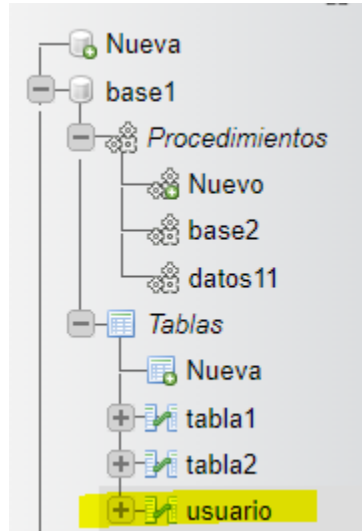 Nueva
base1
Procedimientos
Nuevo
base2
datos11
Tablas
Nueva
tabla1
tabla2
usuario